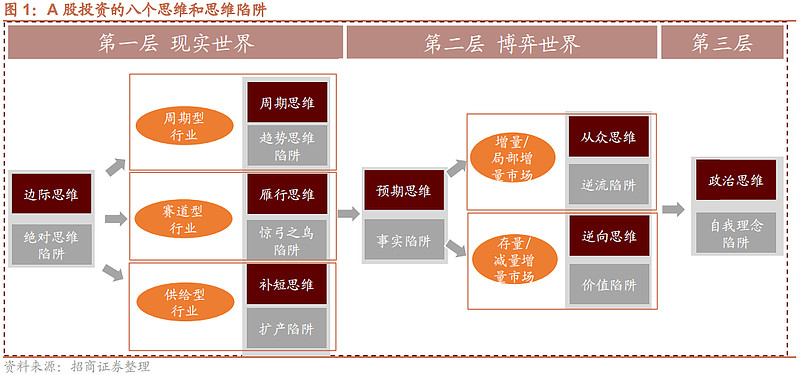 图 1：A 股投资的八个思维和思维陷阱
第一层 现实世界
第二层 博弈世界
第三层
边际思维
绝对思维
陷阱
周期型
行业
周期思维
趋势思维
陷阱
赛道型
行业
雁行思维
惊弓之鸟
陷阱
供给型
行业
补短思维
扩产陷阱
预期思维
事实陷阱
增量/
局部增
量市场
从众思维
逆流陷阱
存量/
减量增
量市场
逆向思维
价值陷阱
政治思维
自我理念
陷阱
资料来源：招商证券整理